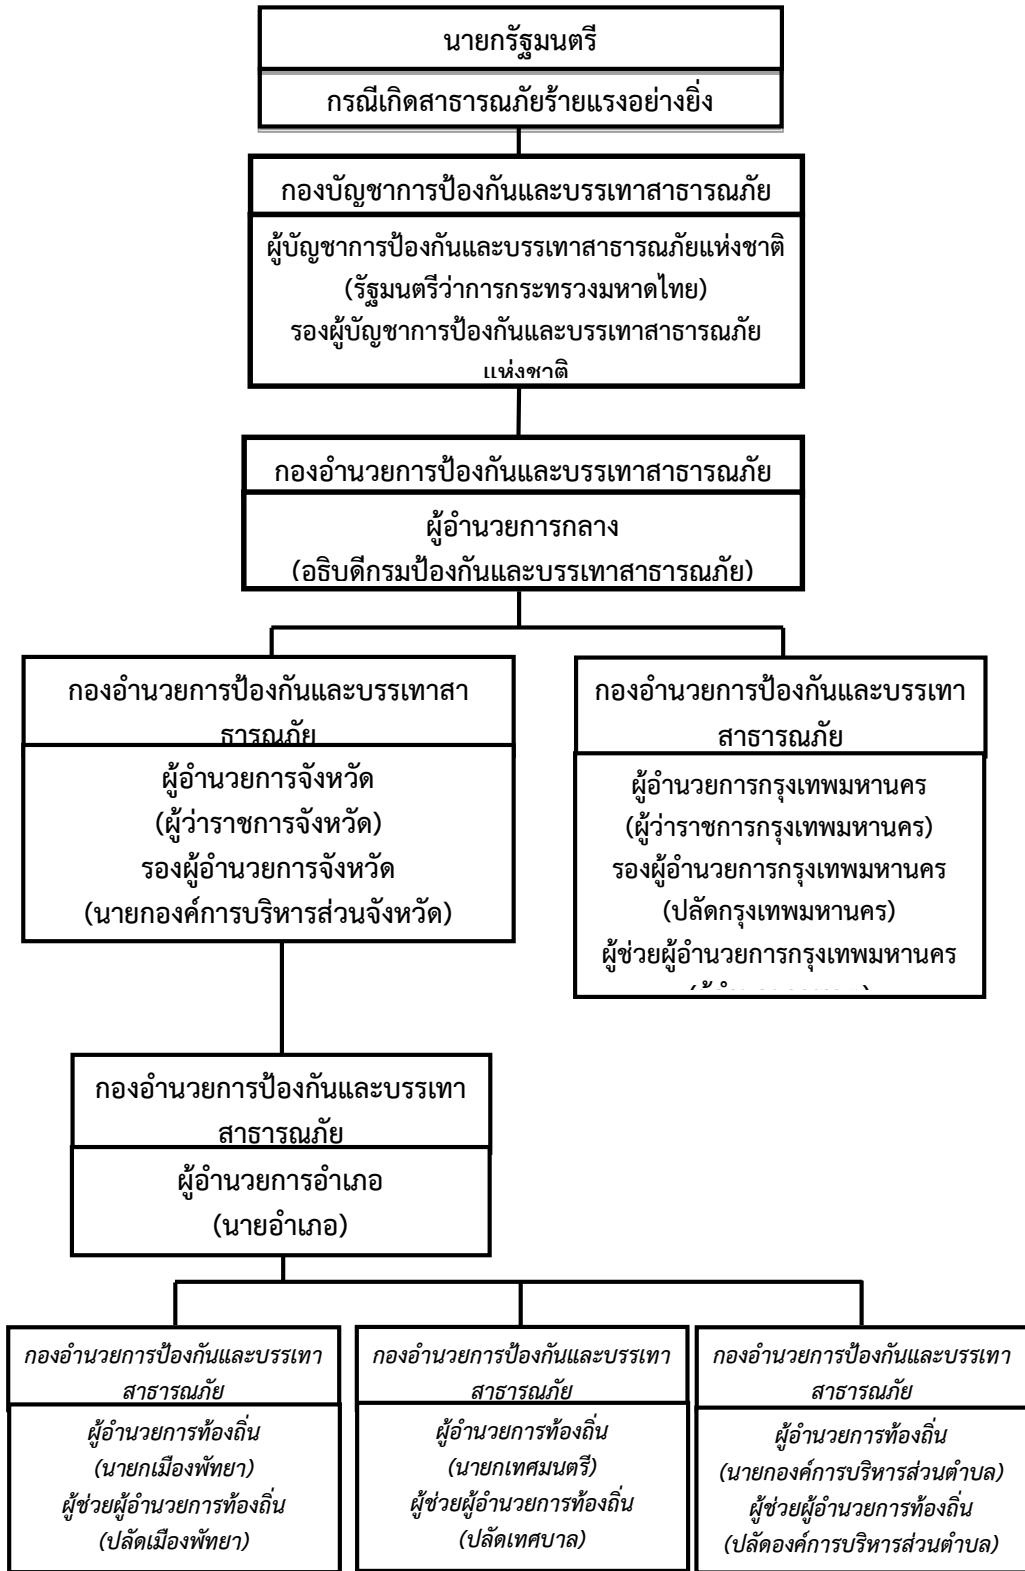 นายกรัฐมนตรี
กรณีเกิดสาธารณภัยร้ายแรงอย่างยิ่ง
กองบัญชาการป้องกันและบรรเทาสาธารณภัย
ผู้บัญชาการป้องกันและบรรเทาสาธารณภัยแห่งชาติ
(รัฐมนตรีว่าการกระทรวงมหาดไทย)
รองผู้บัญชาการป้องกันและบรรเทาสาธารณภัย
แห่งชาติ
กองอำนวยการป้องกันและบรรเทาสาธารณภัย
ผู้อำนวยการกลาง
(อธิบดีกรมป้องกันและบรรเทาสาธารณภัย)
กองอำนวยการป้องกันและบรรเทาสา
ธารณภัย
ผู้อำนวยการจังหวัด
(ผู้ว่าราชการจังหวัด)
รองผู้อำนวยการจังหวัด
(นายกองค์การบริหารส่วนจังหวัด)
กองอำนวยการป้องกันและบรรเทา
สาธารณภัย
ผู้อำนวยการกรุงเทพมหานคร
(ผู้ว่าราชการกรุงเทพมหานคร)
รองผู้อำนวยการกรุงเทพมหานคร
(ปลัดกรุงเทพมหานคร)
ผู้ช่วยผู้อำนวยการกรุงเทพมหานคร
กองอำนวยการป้องกันและบรรเทา
สาธารณภัย
ผู้อำนวยการอำเภอ
(นายอำเภอ)
กองอำนวยการป้องกันและบรรเทา
สาธารณภัย
ผู้อำนวยการท้องถิ่น
(นายกเมืองพัทยา)
ผู้ช่วยผู้อำนวยการท้องถิ่น
(ปลัดเมืองพัทยา)
กองอำนวยการป้องกันและบรรเทา
สาธารณภัย
ผู้อำนวยการท้องถิ่น
(นายกเทศมนตรี)
ผู้ช่วยผู้อำนวยการท้องถิ่น
(ปลัดเทศบาล)
กองอำนวยการป้องกันและบรรเทา
สาธารณภัย
ผู้อำนวยการท้องถิ่น
(นายกองค์การบริหารส่วนตำบล)
ผู้ช่วยผู้อำนวยการท้องถิ่น
(ปลัดองค์การบริหารส่วนตำบล)